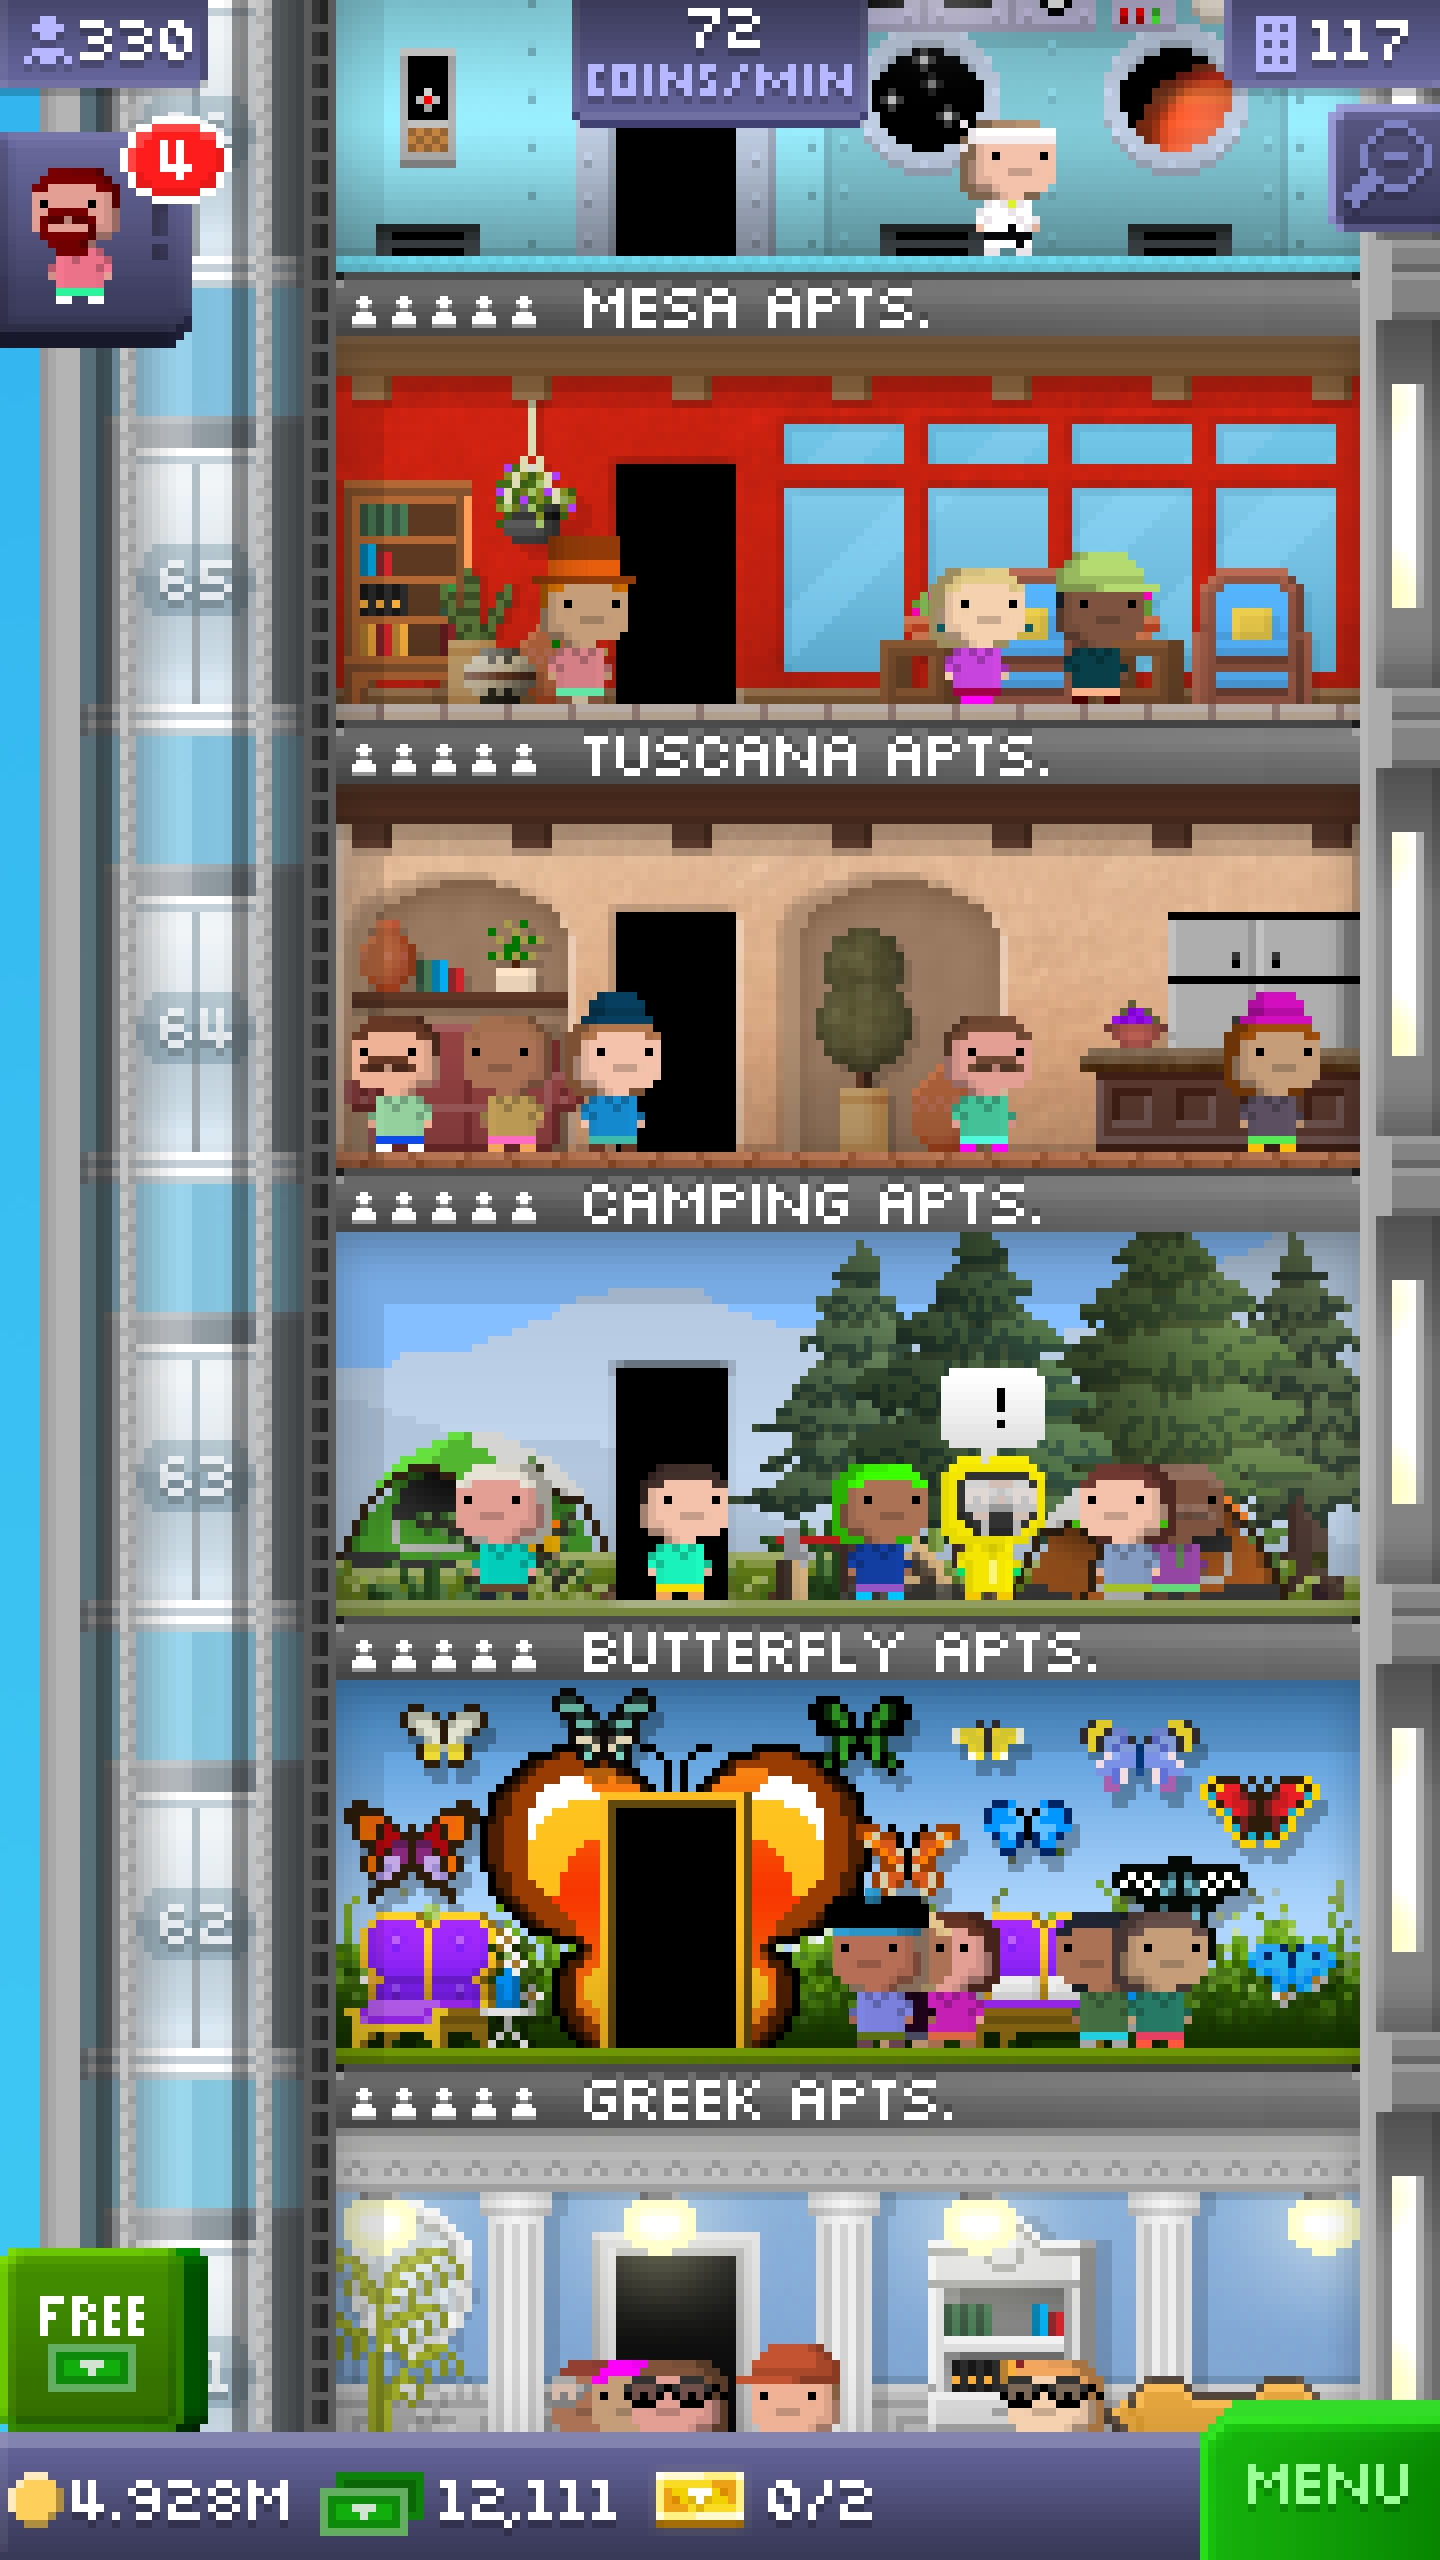 330
72
COINS/MIN
117
4
MESA APTS.
65
TUSCANA APTS.
64
CAMPING APTS.
63
!
BUTTERFLY APTS.
62
GREEK APTS.
FREE
1
4.928M
12,111
0/2
MENU